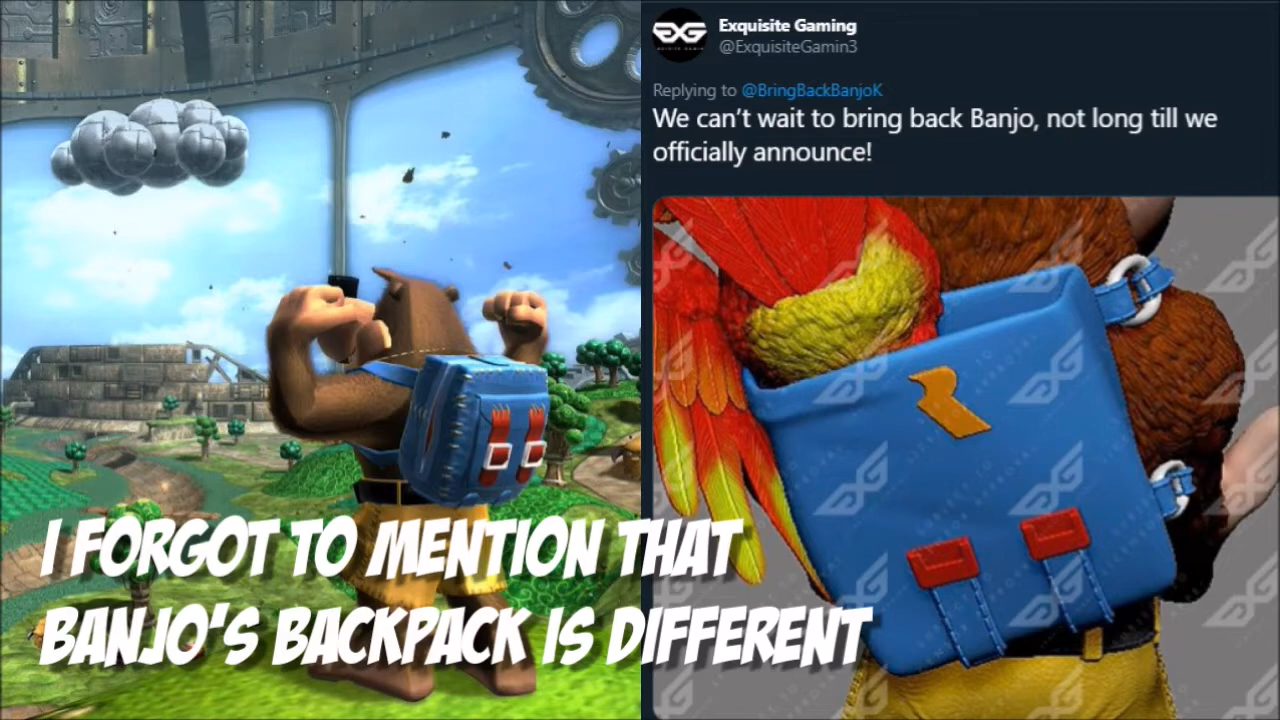 Exquisite Gaming
@ExquisiteGamin3
Replying to @BringBackBanjoK
We can't wait to bring back Banjo, not long till we
officially announce!
I FORGOT TO MENTION THAT
BANJO'S BACKPACK IS DIFFERENT